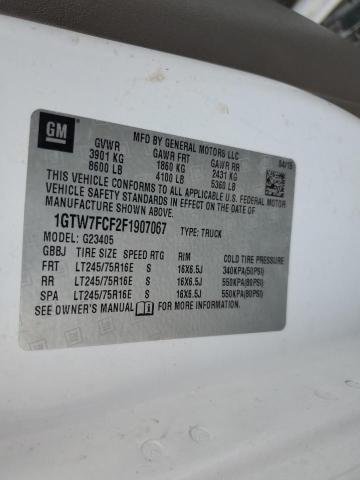 GM
MFD BY GENERAL MOTORS LLC 04/15
GVWR GAWR FRT GAWR RR
3901 KG 1860 KG 2431 KG
8600 LB 4100 LB 5360 LB
THIS VEHICLE CONFORMS TO ALL APPLICABLE U.S. FEDERAL MOTOR
VEHICLE SAFETY STANDARDS IN EFFECT ON THE DATE OF
MANUFACTURE SHOWN ABOVE.
1GTW7FCF2F1907067 TYPE: TRUCK
MODEL: G23405
GBBJ TIRE SIZE SPEED RTG RIM COLD TIRE PRESSURE
FRT LT245/75R16E S 16X6.5J 340KPA(50PSI)
RR LT245/75R16E S 16X6.5J 550KPA(80PSI)
SPA LT245/75R16E S 16X6.5J 550KPA(80PSI)
SEE OWNER'S MANUAL FOR MORE INFORMATION.